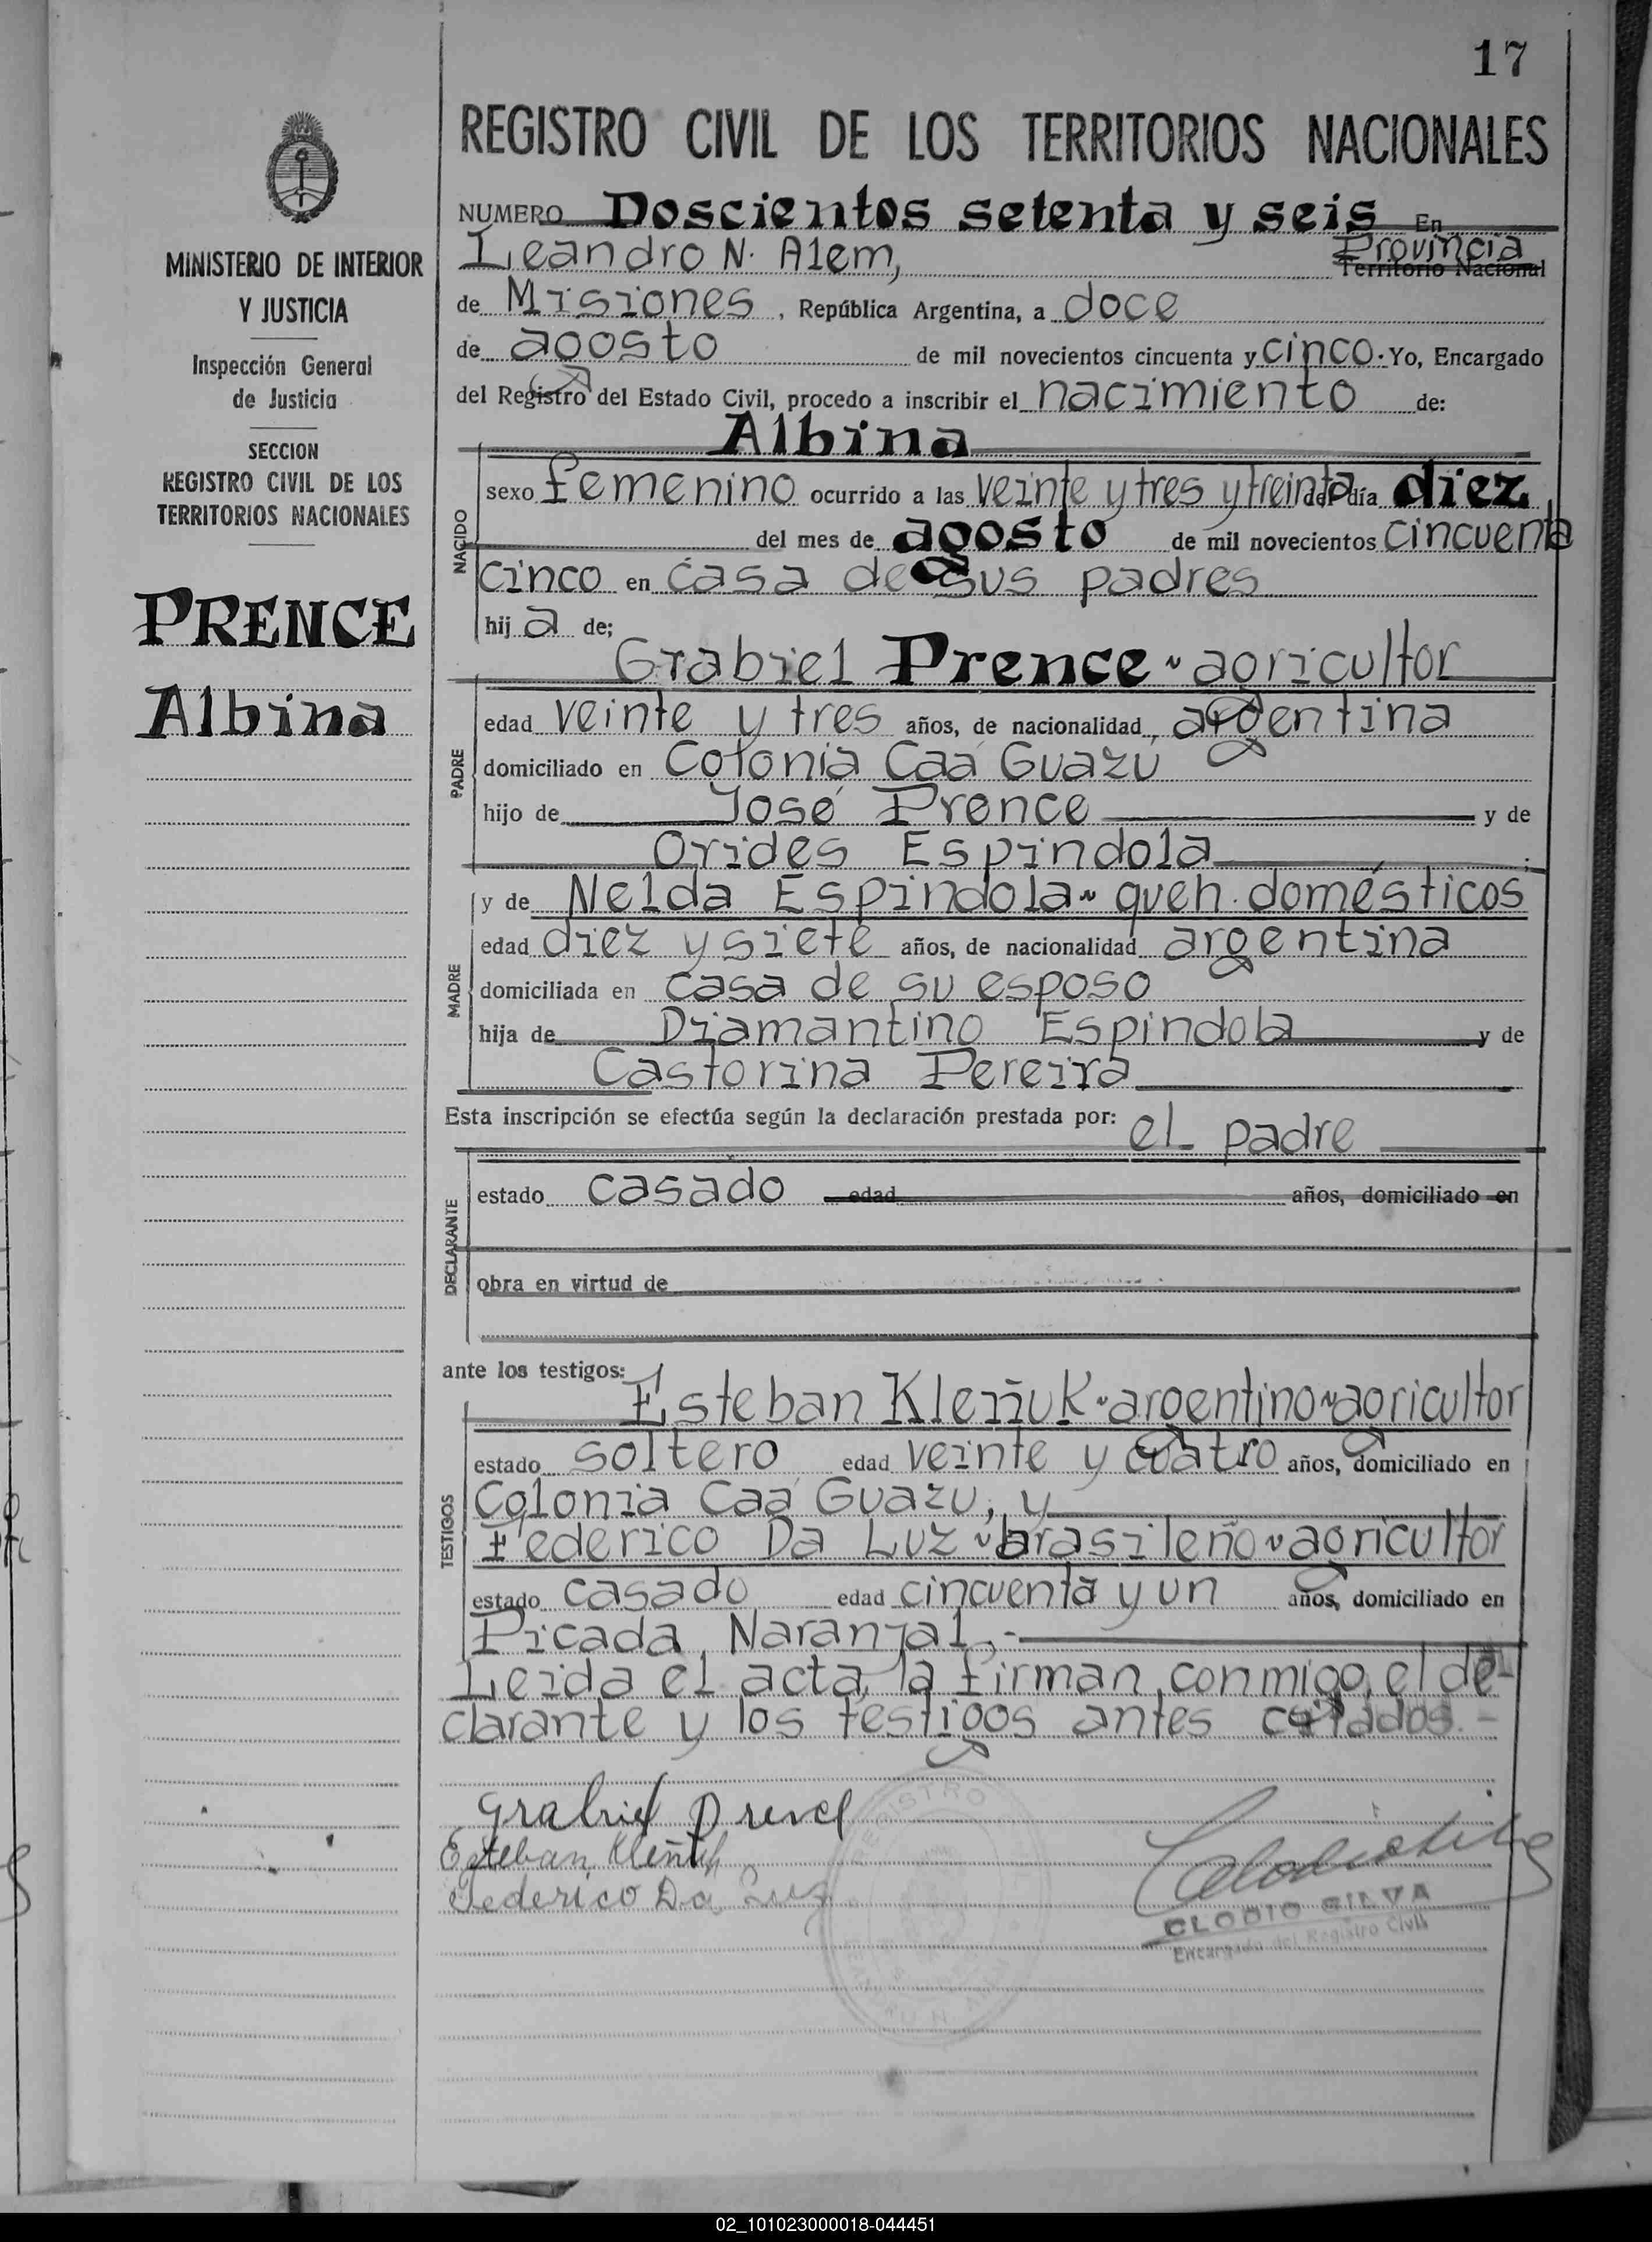 17
REGISTRO CIVIL DE LOS TERRITORIOS NACIONALES
MINISTERIO DE INTERIOR
Y JUSTICIA
Inspección General
de Justicia
SECCION
REGISTRO CIVIL DE LOS
TERRITORIOS NACIONALES
PRENCE
Albina
NUMERO Doscientos setenta y seis En
Leandro N. Alem, Provincia
Territorio Nacional
de Misiones, República Argentina, a doce
de agosto de mil novecientos cincuenta y cinco. Yo, Encargado
del Registro del Estado Civil, procedo a inscribir el nacimiento de:
Albina
NACIDO
sexo femenino ocurrido a las veinte y tres y treinta del día diez
del mes de agosto de mil novecientos cincuenta
cinco en casa de sus padres
hija de;
Grabiel Prence ~ agricultor
PADRE
edad veinte y tres años, de nacionalidad, argentina
domiciliado en Colonia Caá Guazú
hijo de José Prence y de
Orides Espindola
MADRE
y de Nelda Espindola ~ queh. domésticos
edad diez y siete años, de nacionalidad argentina
domiciliada en casa de su esposo
hija de Diamantino Espindola y de
Castorina Pereira
Esta inscripción se efectúa según la declaración prestada por: el padre
DECLARANTE
estado casado edad años, domiciliado en
obra en virtud de
ante los testigos:
Esteban Kleñuk ~ argentino ~ agricultor
TESTIGOS
estado soltero edad veinte y cuatro años, domiciliado en
Colonia Caá Guazú, y
Federico Da Luz ~ brasileño ~ agricultor
estado casado edad cincuenta y un años, domiciliado en
Picada Naranjal,-
Leida el acta, la firman conmigo, el de-
clarante y los testigos antes citados.-
Grabiel Prence
Esteban Kleñuk
Federico Da Luz
CLODIO SILVA
Encargado del Registro Civil
REGISTRO
02_101023000018-044451